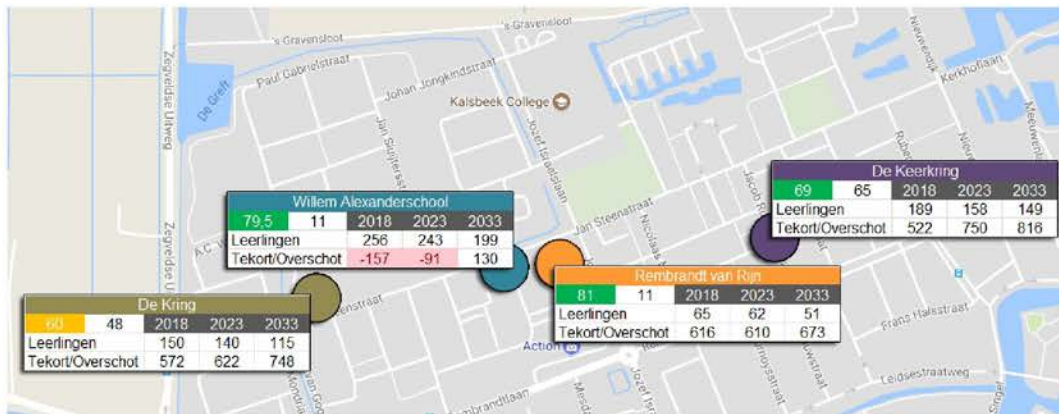 's Gravensloot
's Gravensloot
Zegveldse Uitweg
De Greft
Paul Gabrielstraat
Johan Jongkindstraat
Kalsbeek College
Jozef Israelslaan
Nieuwendijk
Kerkhoflaan
Jan Steenstraat
De Keerkring
69 65 2018 2023 2033
Leerlingen 189 158 149
Tekort/Overschot 522 750 816
Willem Alexanderschool
79,5 11 2018 2023 2033
Leerlingen 256 243 199
Tekort/Overschot -157 -91 130
Rembrandt van Rijn
81 11 2018 2023 2033
Leerlingen 65 62 51
Tekort/Overschot 616 610 673
De Kring
60 48 2018 2023 2033
Leerlingen 150 140 115
Tekort/Overschot 572 622 748
Frans Halsstraat
Action
Leidsestraatweg
Singel